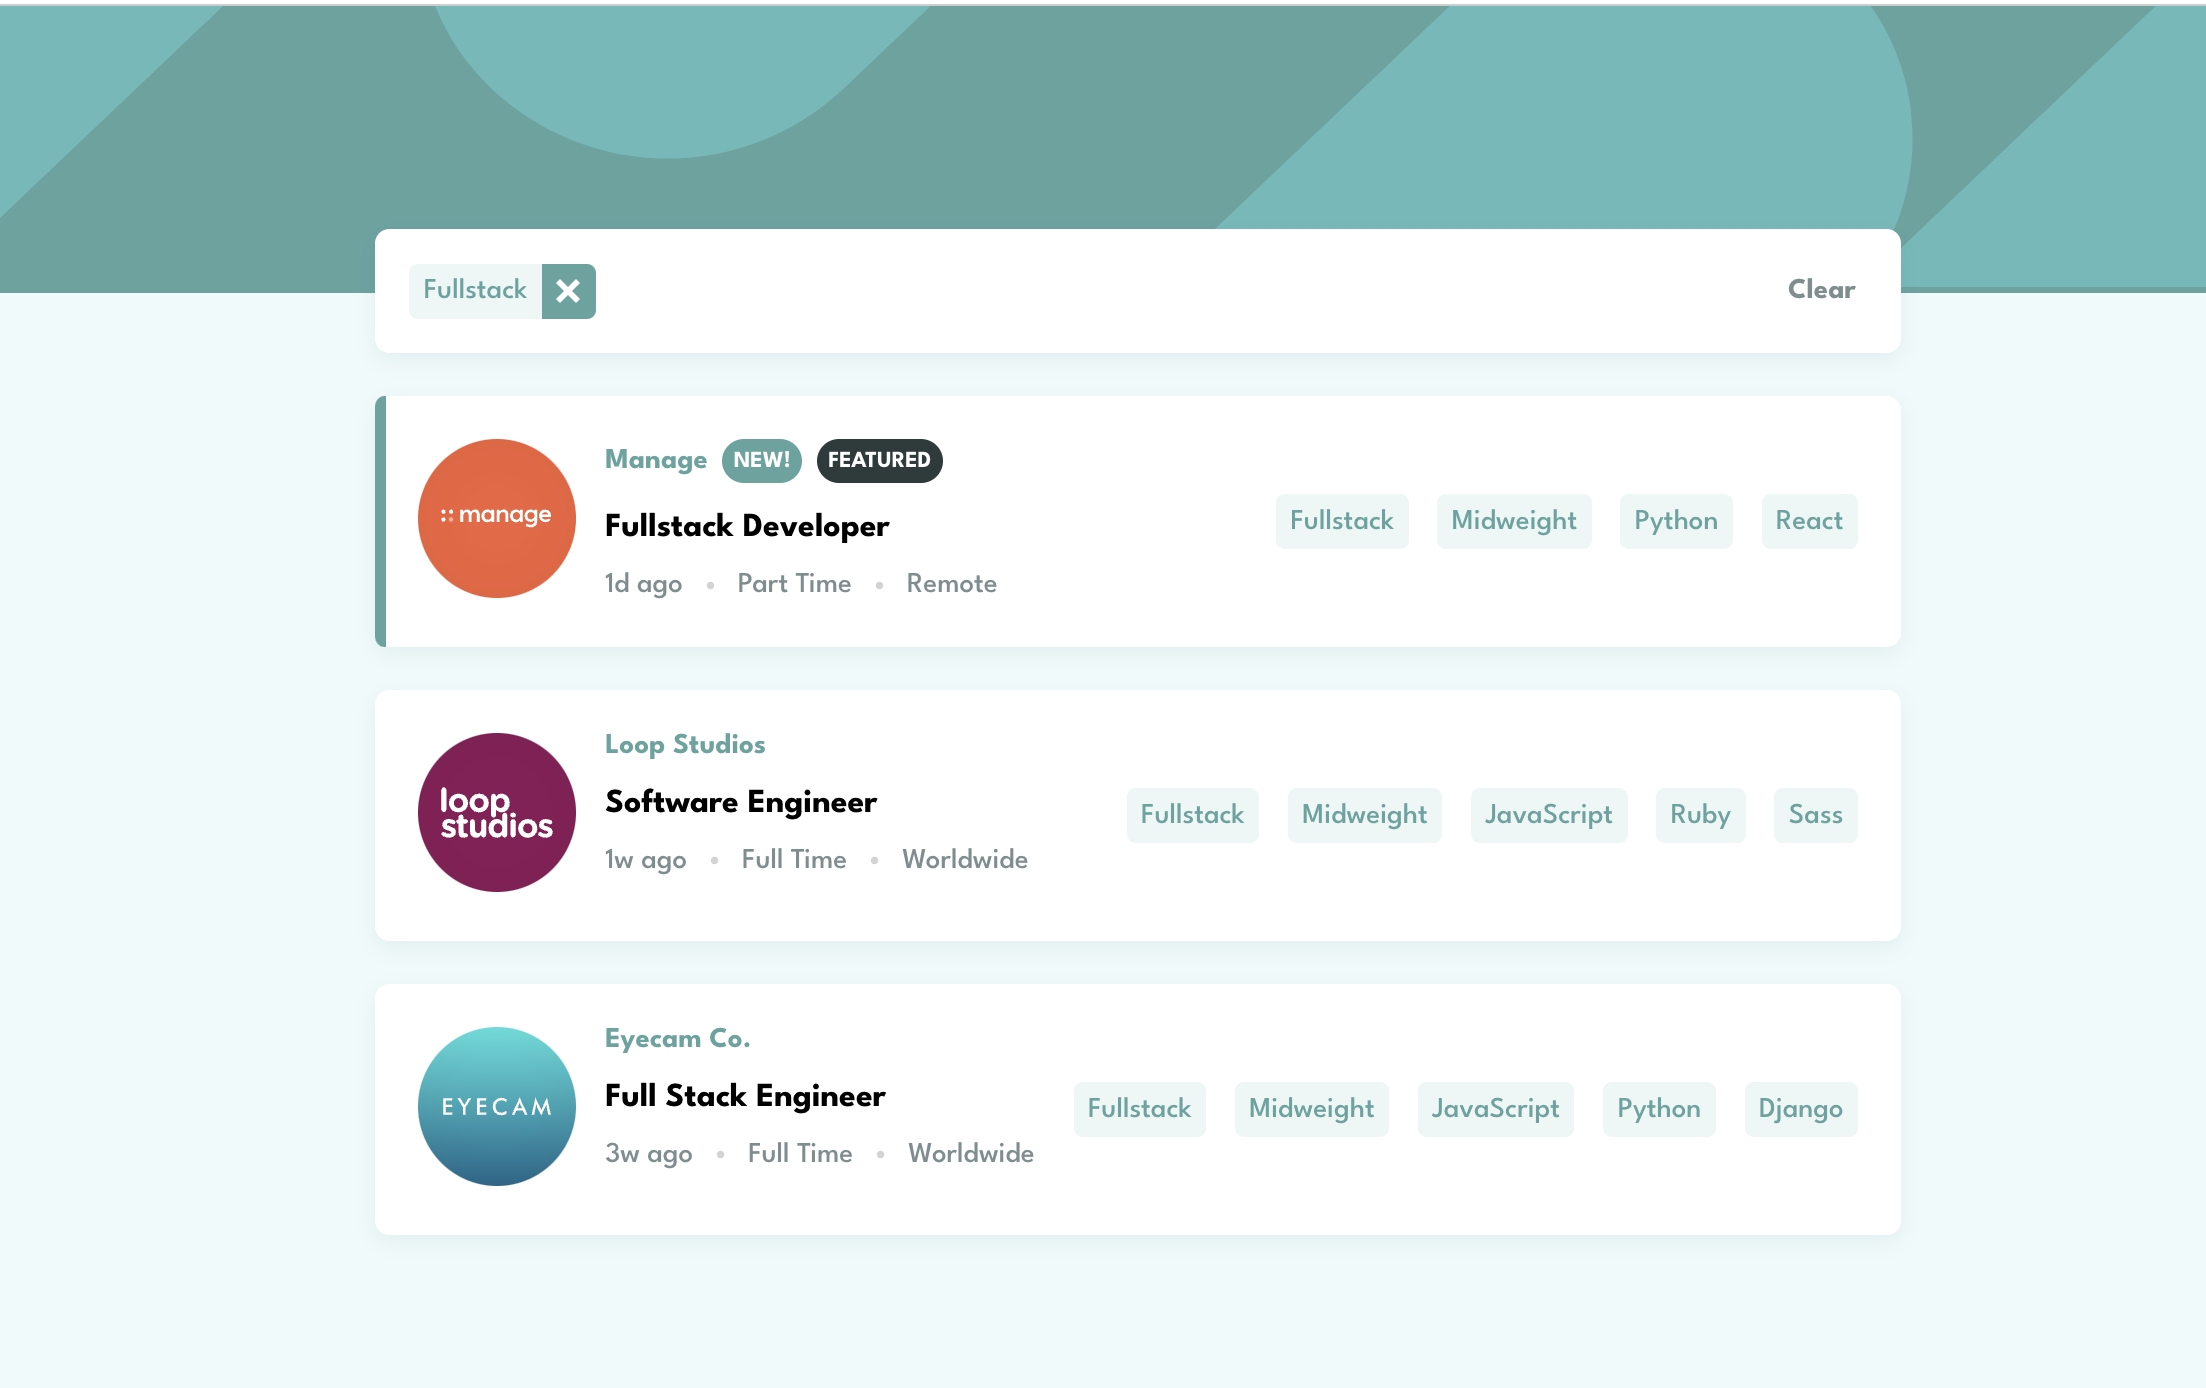 Fullstack Clear
manage
Manage NEW! FEATURED
Fullstack Developer
1d ago • Part Time • Remote
Fullstack Midweight Python React
loop
studios
Loop Studios
Software Engineer
1w ago • Full Time • Worldwide
Fullstack Midweight JavaScript Ruby Sass
EYECAM
Eyecam Co.
Full Stack Engineer
3w ago • Full Time • Worldwide
Fullstack Midweight JavaScript Python Django